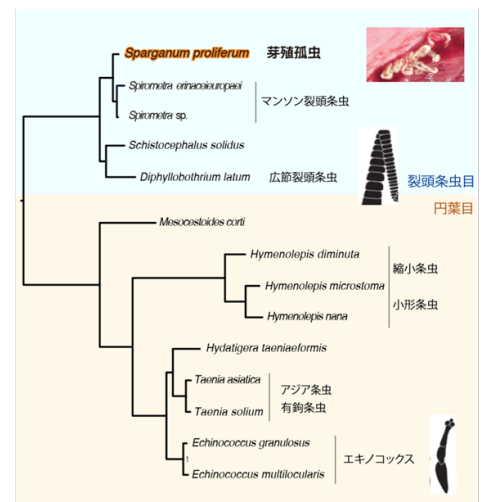 Sparganum proliferum 芽殖孤虫
Spirometra erinaceieuropaei
マンソン裂頭条虫
Spirometra sp.
Schistocephalus solidus
Diphyllobothrium latum 広節裂頭条虫
裂頭条虫目
円葉目
Mesocestoides corti
Hymenolepis diminuta
縮小条虫
Hymenolepis microstoma
小形条虫
Hymenolepis nana
Hydatigera taeniaeformis
Taenia asiatica
アジア条虫
有鉤条虫
Taenia solium
Echinococcus granulosus
1
エキノコックス
Echinococcus multilocularis